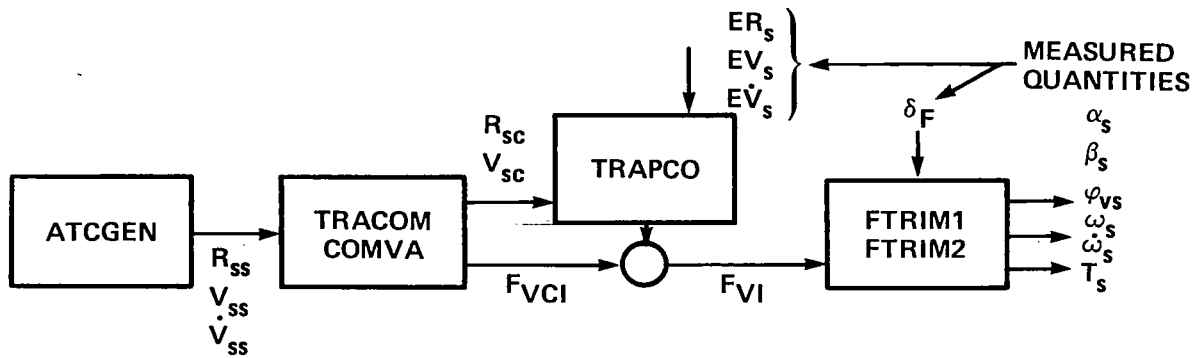 ATCGEN
R_ss
V_ss
V̇_ss
TRACOM
COMVA
R_sc
V_sc
F_VCI
TRAPCO
ER_s
EV_s
EV̇_s
F_VI
MEASURED
QUANTITIES
δ_F
FTRIM1
FTRIM2
α_s
β_s
φ_vs
ω_s
ω̇_s
T_s